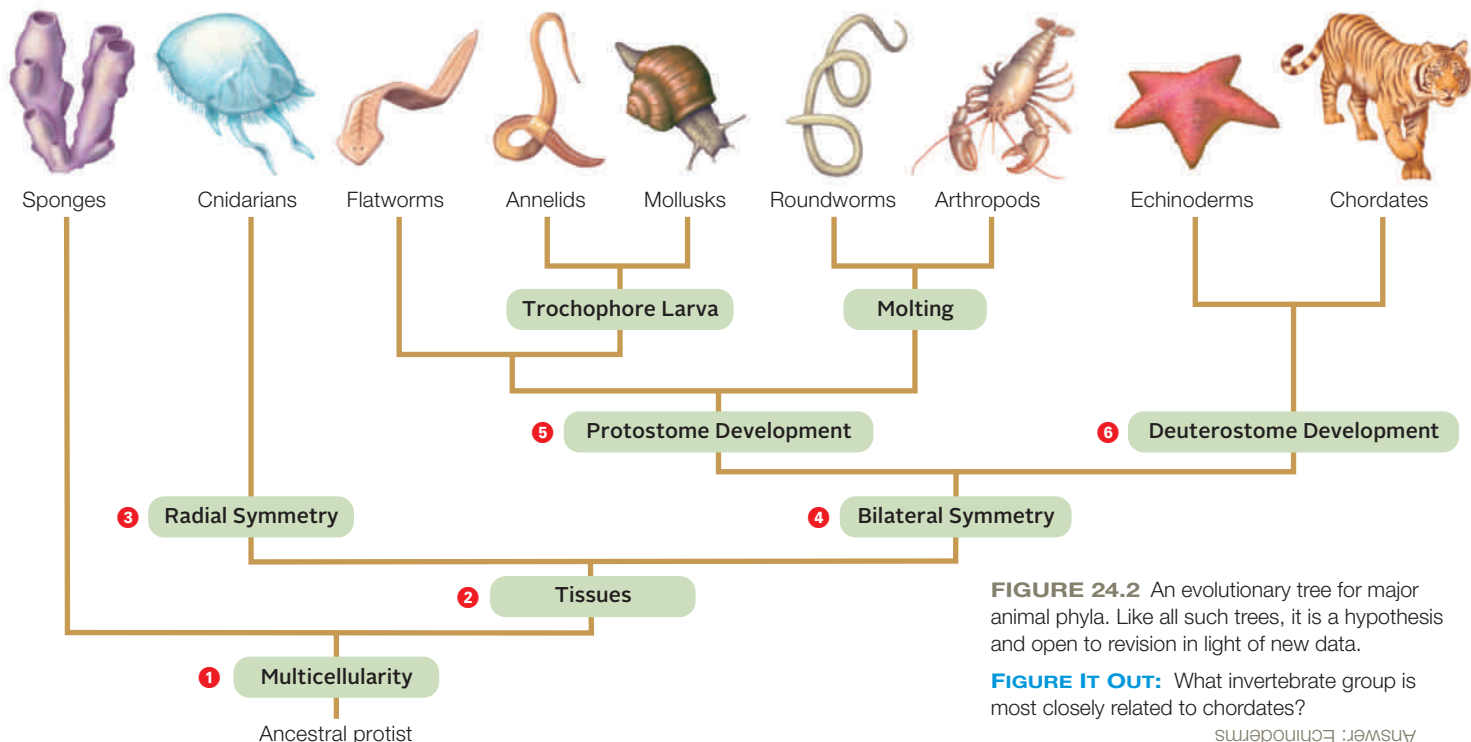 Sponges
Cnidarians
Flatworms
Annelids
Mollusks
Roundworms
Arthropods
Echinoderms
Chordates
Trochophore Larva
Molting
5 Protostome Development
6 Deuterostome Development
3 Radial Symmetry
4 Bilateral Symmetry
2 Tissues
1 Multicellularity
Ancestral protist
FIGURE 24.2 An evolutionary tree for major
animal phyla. Like all such trees, it is a hypothesis
and open to revision in light of new data.
FIGURE IT OUT: What invertebrate group is
most closely related to chordates?
Answer: Echinoderms